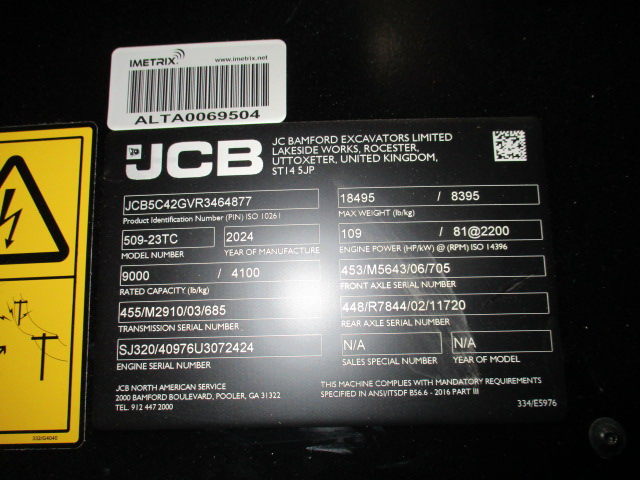 IMETRIX
www.imetrix.net
ALTA0069504
JCB
JC BAMFORD EXCAVATORS LIMITED
LAKESIDE WORKS, ROCESTER,
UTTOXETER, UNITED KINGDOM,
ST14 5JP
JCB5C42GVR3464877
Product Identification Number (PIN) ISO 10261
509-23TC 2024
MODEL NUMBER YEAR OF MANUFACTURE
9000 / 4100
RATED CAPACITY (lb/kg)
455/M2910/03/685
TRANSMISSION SERIAL NUMBER
SJ320/40976U3072424
ENGINE SERIAL NUMBER
18495 / 8395
MAX WEIGHT (lb/kg)
109 / 81@2200
ENGINE POWER (HP/kW) @ (RPM) ISO 14396
453/M5643/06/705
FRONT AXLE SERIAL NUMBER
448/R7844/02/11720
REAR AXLE SERIAL NUMBER
N/A N/A
SALES SPECIAL NUMBER YEAR OF MODEL
JCB NORTH AMERICAN SERVICE
2000 BAMFORD BOULEVARD, POOLER, GA 31322
TEL. 912 447 2000
THIS MACHINE COMPLIES WITH MANDATORY REQUIREMENTS
SPECIFIED IN ANSI/ITSDF B56.6 - 2016 PART III
334/E5976
332/G4040